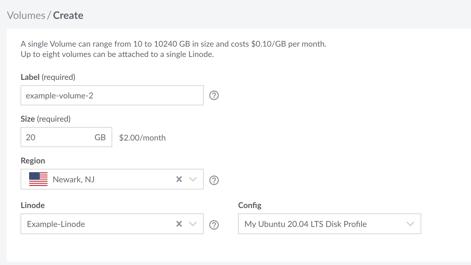 Volumes / Create
A single Volume can range from 10 to 10240 GB in size and costs $0.10/GB per month.
Up to eight volumes can be attached to a single Linode.
Label (required)
example-volume-2
Size (required)
20 GB $2.00/month
Region
Newark, NJ
Linode Config
Example-Linode My Ubuntu 20.04 LTS Disk Profile